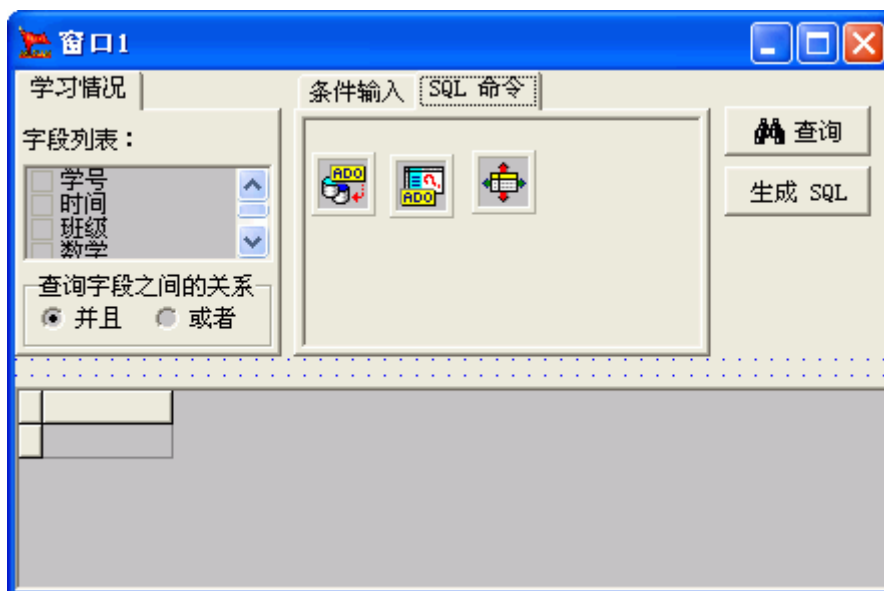 窗口1
学习情况
条件输入 SQL 命令
字段列表：
学号
时间
班级
数学
查询字段之间的关系
并且 或者
ADO
ADO
查询
生成 SQL